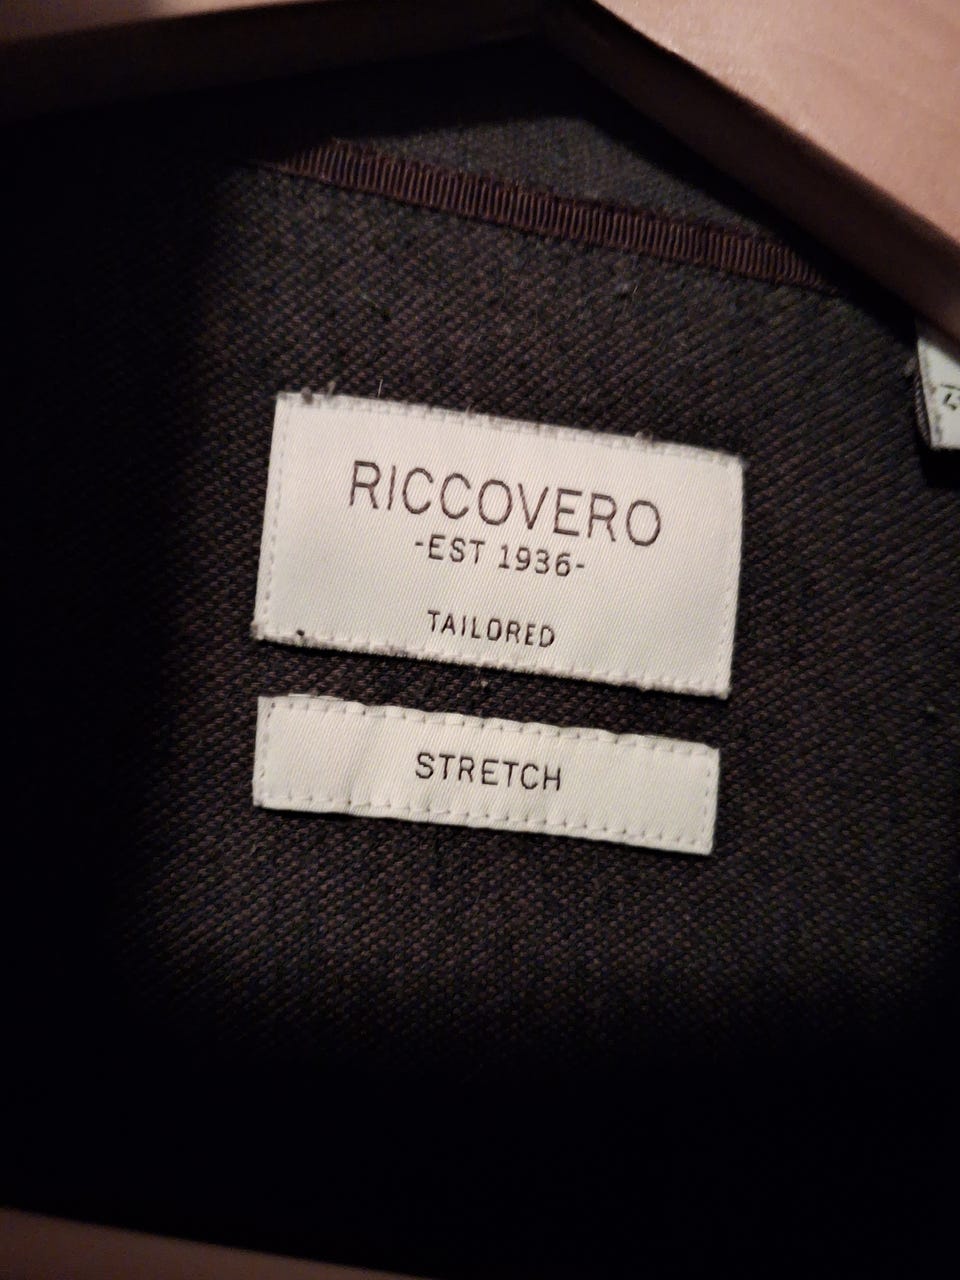 RICCOVERO
-EST 1936-
TAILORED
STRETCH